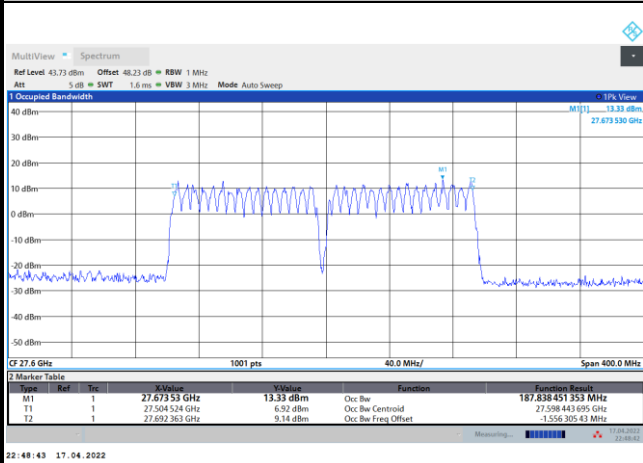 MultiView Spectrum
Ref Level 43.73 dBm Offset 48.23 dB RBW 1 MHz
Att 5 dB SWT 1.6 ms VBW 3 MHz Mode Auto Sweep
1 Occupied Bandwidth 1Pk View
M1[1] 13.33 dBm
27.673 530 GHz
40 dBm
30 dBm
20 dBm
M1
T1
T2
10 dBm
0 dBm
-10 dBm
-20 dBm
-30 dBm
-40 dBm
-50 dBm
CF 27.6 GHz 1001 pts 40.0 MHz/ Span 400.0 MHz
2 Marker Table
Type Ref Trc X-Value Y-Value Function Function Result
M1 1 27.673 53 GHz 13.33 dBm Occ Bw 187.838 451 353 MHz
T1 1 27.504 524 GHz 6.92 dBm Occ Bw Centroid 27.598 443 695 GHz
T2 1 27.692 363 GHz 9.14 dBm Occ Bw Freq Offset -1.556 305 43 MHz
Measuring... 17.04.2022
22:48:42
22:48:43 17.04.2022